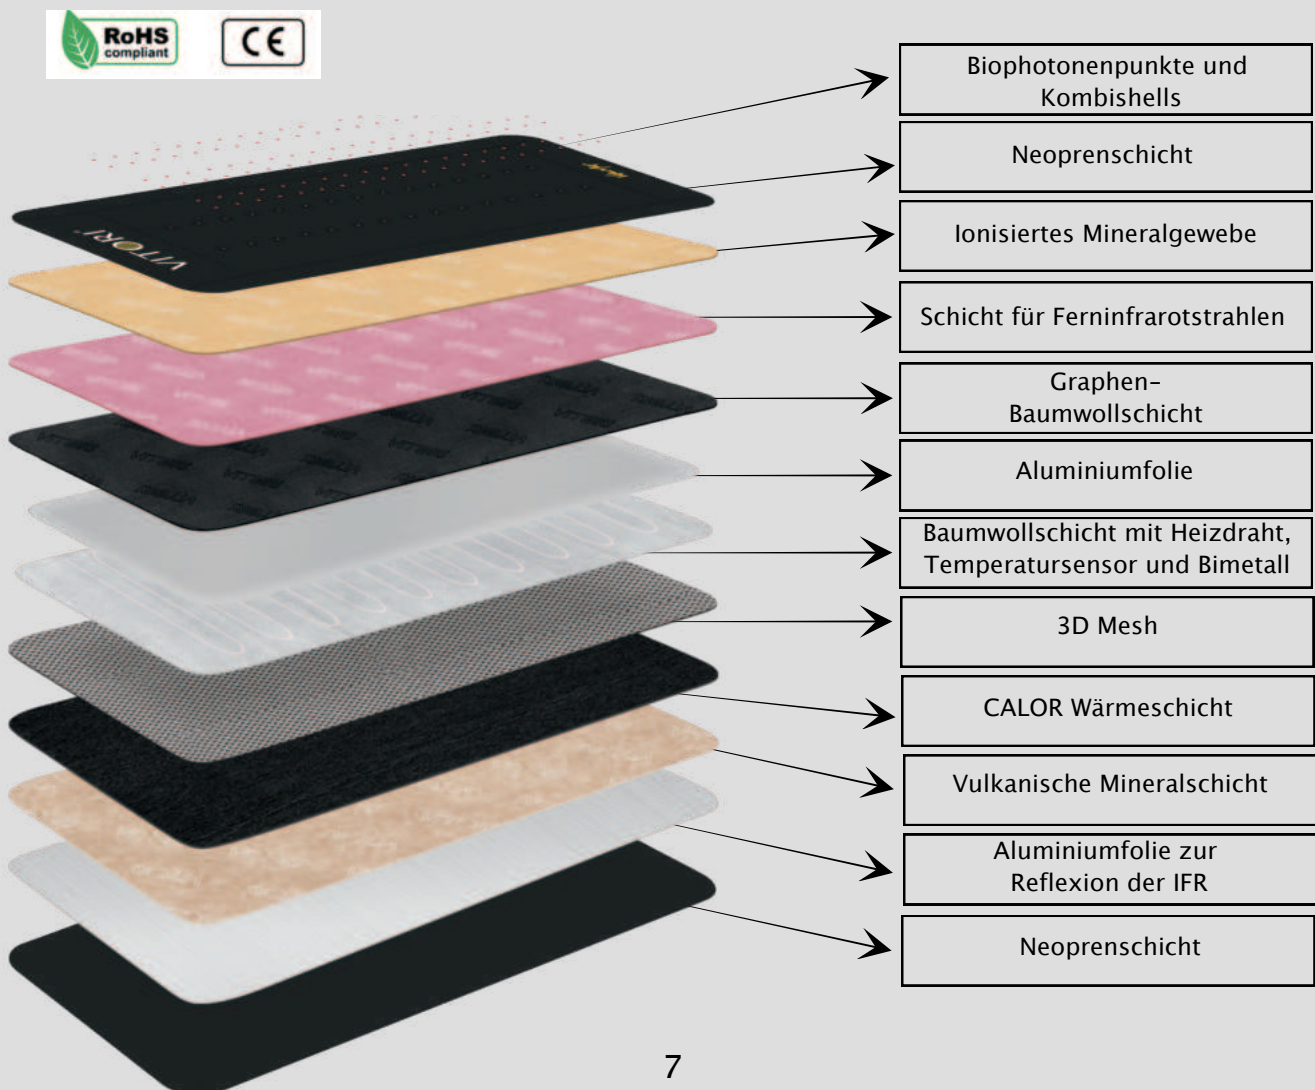 RoHS
compliant
CE
Biophotonenpunkte und
Kombishells
Neoprenschicht
Ionisiertes Mineralgewebe
Schicht für Ferninfrarotstrahlen
Graphen-
Baumwollschicht
Aluminiumfolie
Baumwollschicht mit Heizdraht,
Temperatursensor und Bimetall
3D Mesh
CALOR Wärmeschicht
Vulkanische Mineralschicht
Aluminiumfolie zur
Reflexion der IFR
Neoprenschicht
VITORI
7